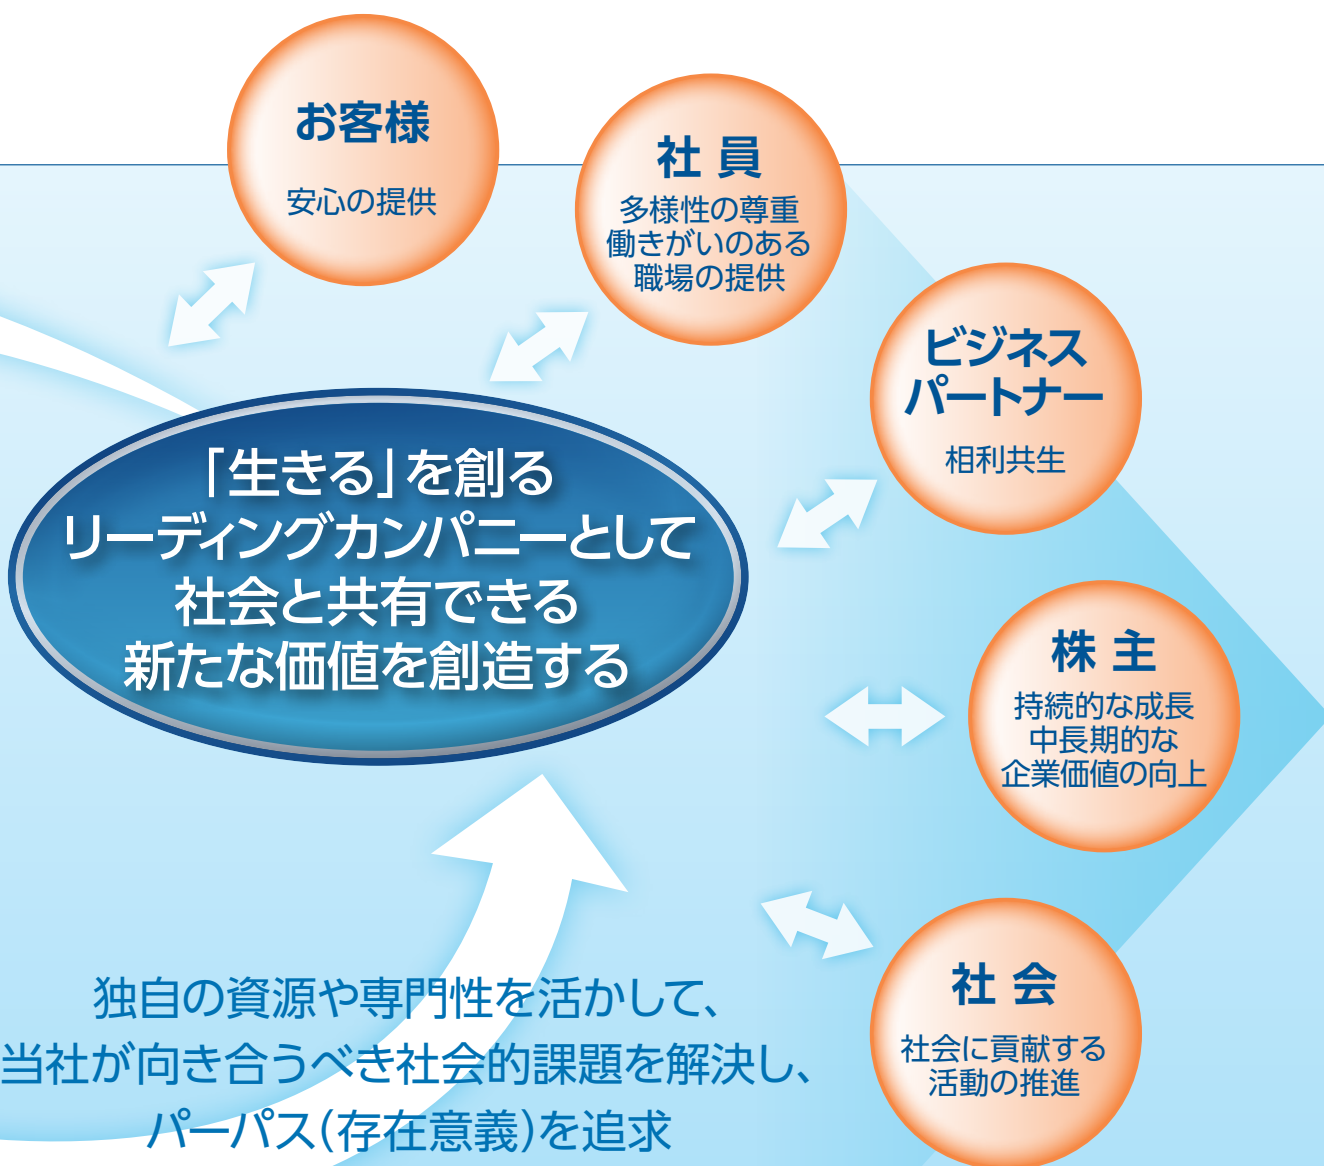 お客様
安心の提供
社 員
多様性の尊重
働きがいのある
職場の提供
ビジネス
パートナー
相利共生
「生きる」を創る
リーディングカンパニーとして
社会と共有できる
新たな価値を創造する
株 主
持続的な成長
中長期的な
企業価値の向上
社 会
社会に貢献する
活動の推進
独自の資源や専門性を活かして、
当社が向き合うべき社会的課題を解決し、
パーパス(存在意義)を追求